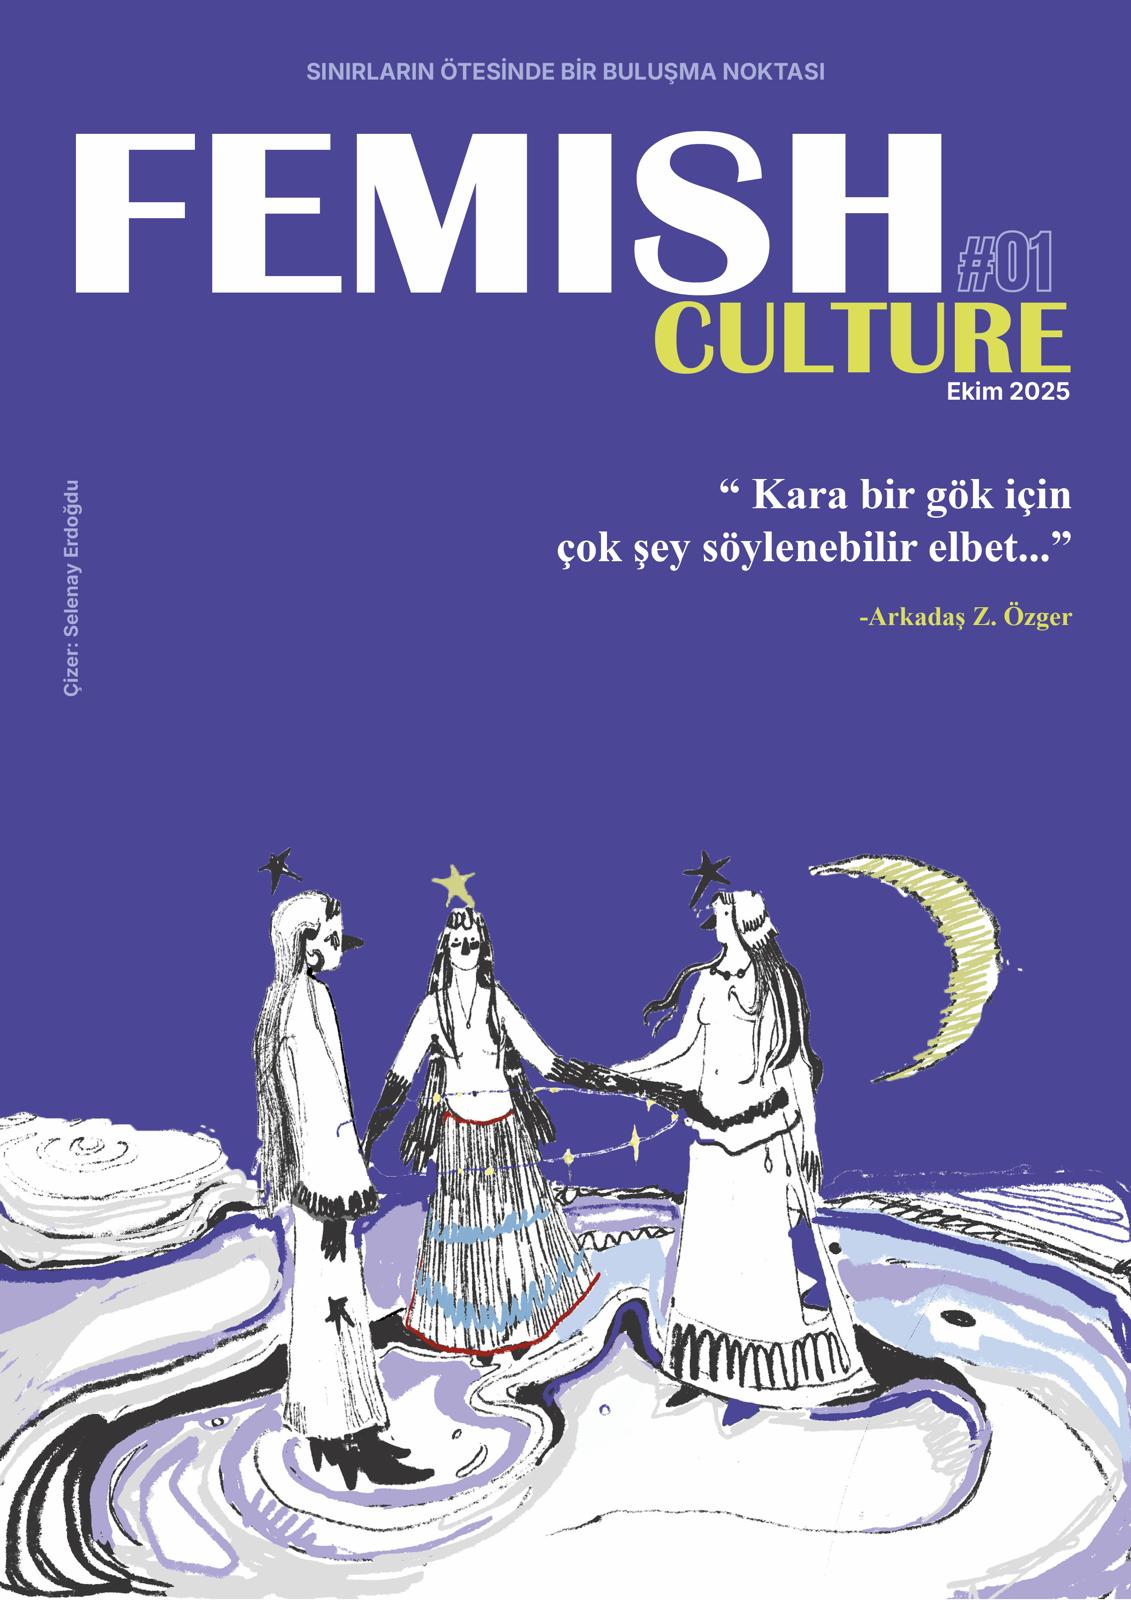 SINIRLARIN ÖTESİNDE BİR BULUŞMA NOKTASI
FEMISH
#01
CULTURE
Ekim 2025
“ Kara bir gök için
çok şey söylenebilir elbet...”
-Arkadaş Z. Özger
Çizer: Selenay Erdoğdu